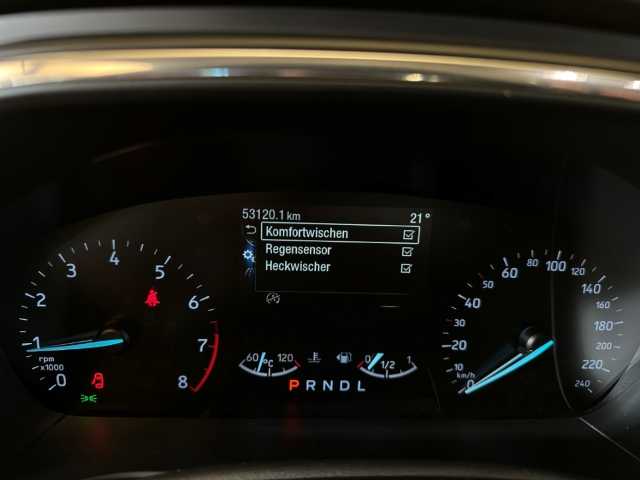 53120.1 km 21°
Komfortwischen
Regensensor
Heckwischer
0 1 2 3 4 5 6 7 8
rpm
x1000
60 °C 120
0 1/2 1
P R N D L
0 10 20 30 40 50 60 80 100 120 140 160 180 200 220 240
km/h